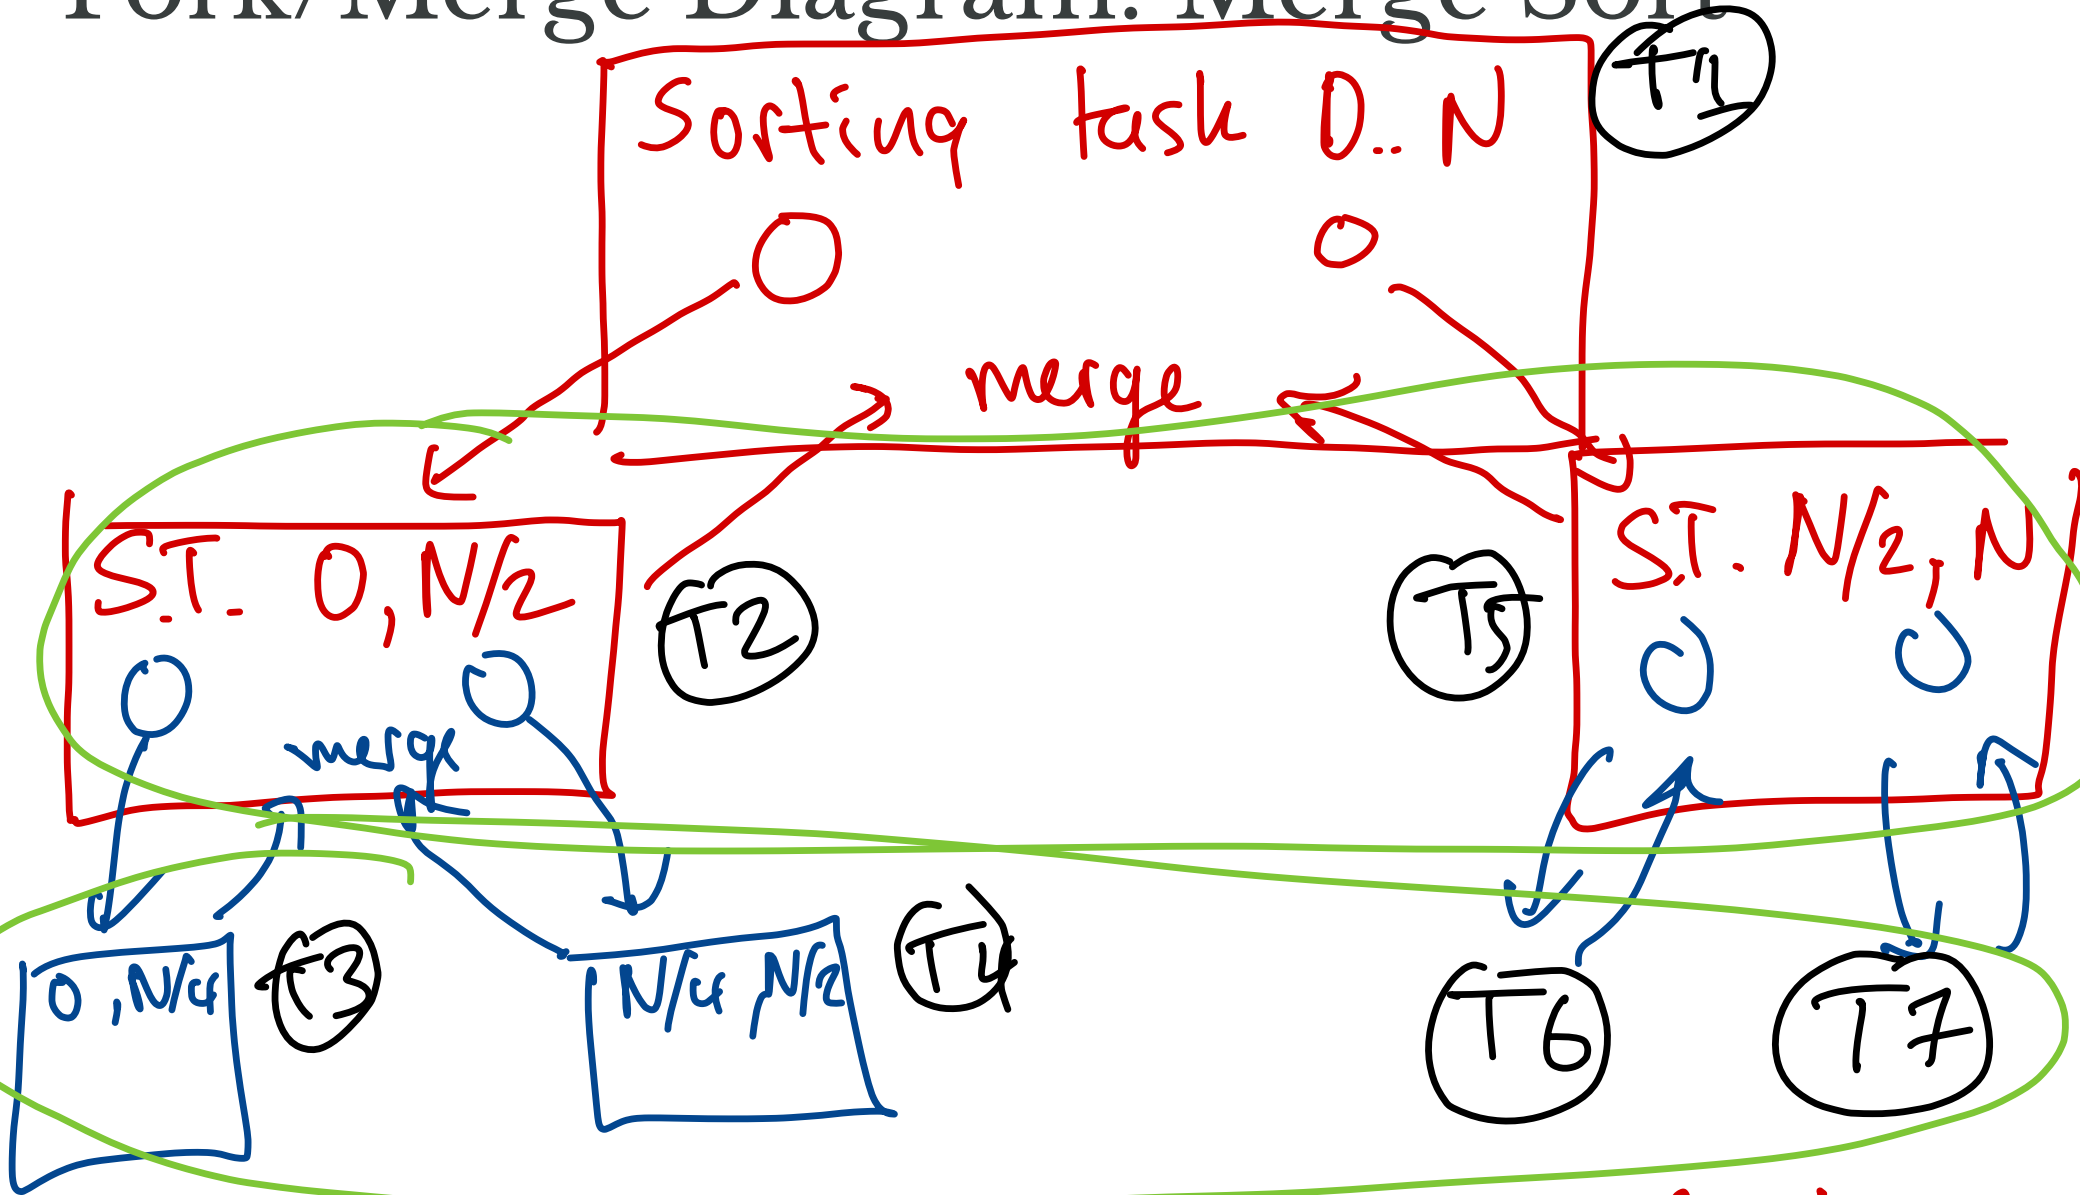 Fork/Merge Diagram: Merge Sort
Sorting task 0..N
T1
merge
S.T. 0,N/2
T2
T5
S.T. N/2,N
merge
0,N/4
T3
N/4,N/2
T4
T6
T7